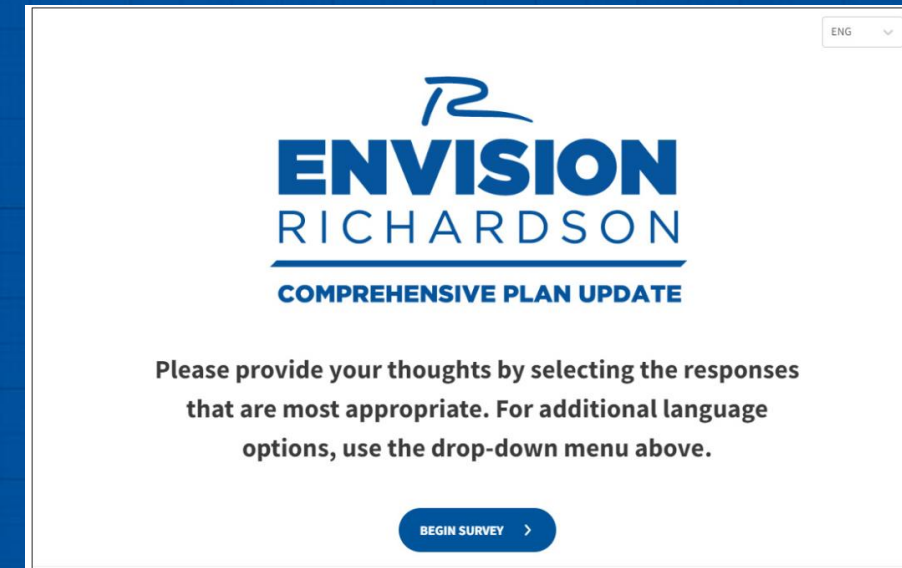 ENG
R
ENVISION
RICHARDSON
COMPREHENSIVE PLAN UPDATE
Please provide your thoughts by selecting the responses
that are most appropriate. For additional language
options, use the drop-down menu above.
BEGIN SURVEY